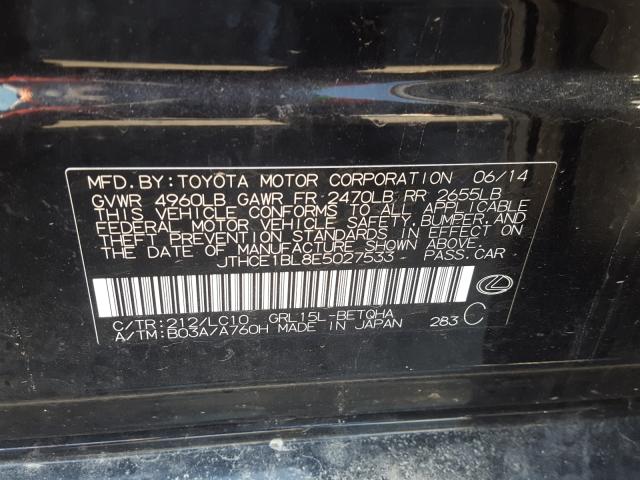 MFD. BY: TOYOTA MOTOR CORPORATION 06/14
GVWR 4960LB GAWR FR 2470LB RR 2655LB
THIS VEHICLE CONFORMS TO ALL APPLICABLE
FEDERAL MOTOR VEHICLE SAFETY, BUMPER, AND
THEFT PREVENTION STANDARDS IN EFFECT ON
THE DATE OF MANUFACTURE SHOWN ABOVE.
JTHCE1BL8E5027533 PASS.CAR
C/TR: 212/LC10 GRL15L-BETQHA
A/TM: B03A/A760H MADE IN JAPAN 283 C